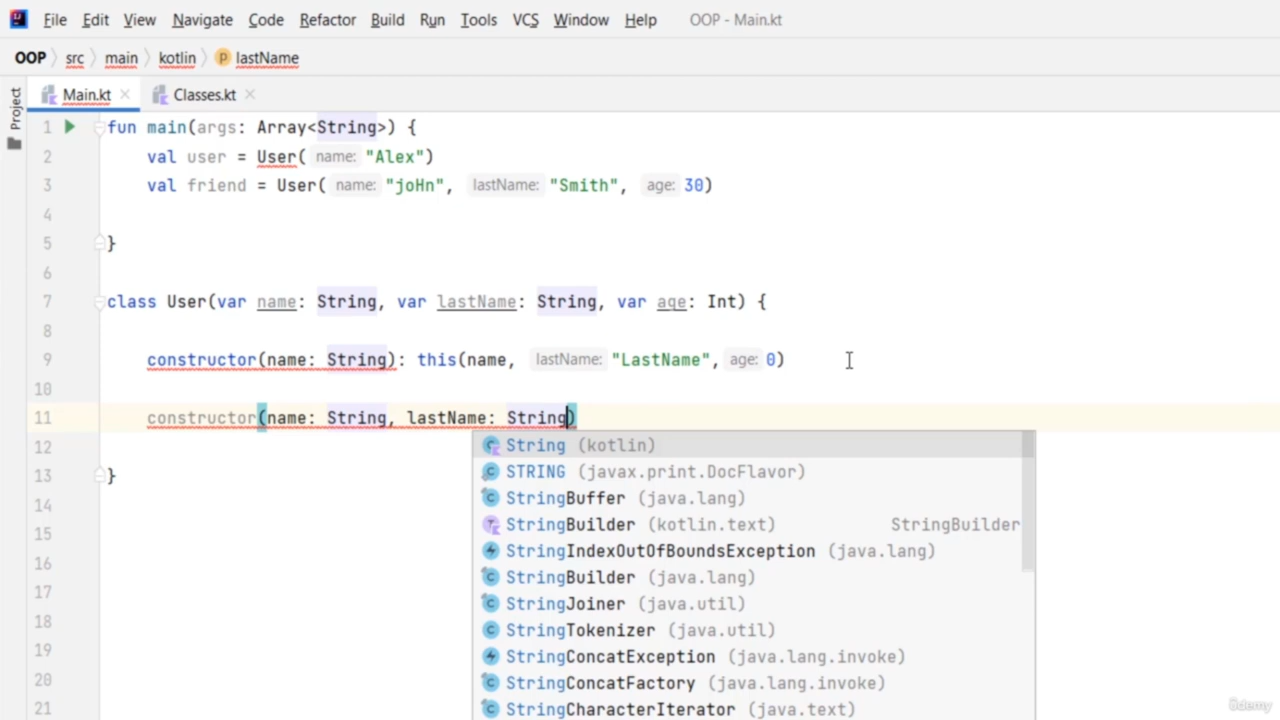 File Edit View Navigate Code Refactor Build Run Tools VCS Window Help OOP - Main.kt
OOP src main kotlin p lastName
Project
Main.kt Classes.kt
1 fun main(args: Array<String>) {
2 val user = User( name: "Alex")
3 val friend = User( name: "joHn", lastName: "Smith", age: 30)
4
5 }
6
7 class User(var name: String, var lastName: String, var age: Int) {
8
9 constructor(name: String): this(name, lastName: "LastName", age: 0)
10
11 constructor(name: String, lastName: String)
12
13 }
14
15
16
17
18
19
20
21
String (kotlin)
STRING (javax.print.DocFlavor)
StringBuffer (java.lang)
StringBuilder (kotlin.text) StringBuilder
StringIndexOutOfBoundsException (java.lang)
StringBuilder (java.lang)
StringJoiner (java.util)
StringTokenizer (java.util)
StringConcatException (java.lang.invoke)
StringConcatFactory (java.lang.invoke)
StringCharacterIterator (java.text)
ûdemy